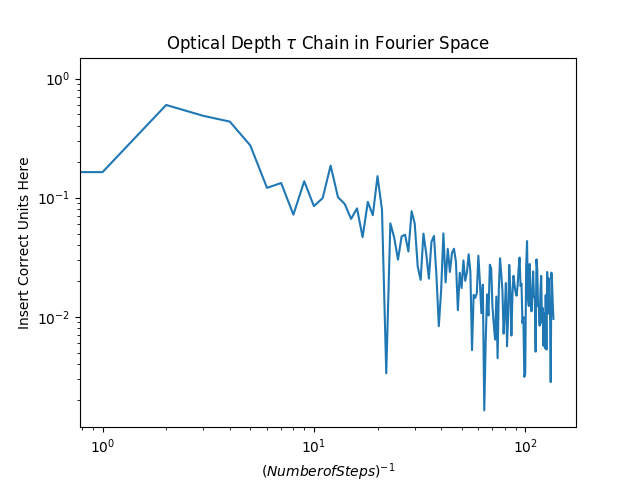 Optical Depth τ Chain in Fourier Space
Insert Correct Units Here
10⁰
10⁻¹
10⁻²
10⁰
10¹
10²
(NumberofSteps)⁻¹